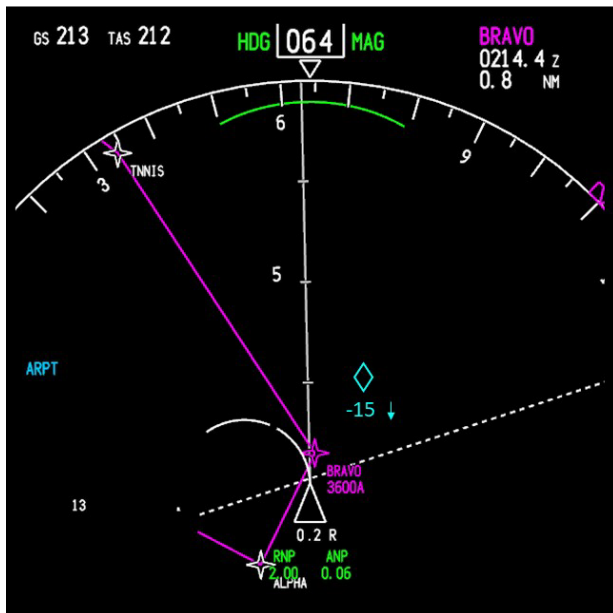 GS 213 TAS 212
HDG 064 MAG
BRAVO
0214.4 Z
0.8 NM
6
9
3
TNNIS
5
ARPT
-15 ↓
BRAVO
3600A
13
0.2 R
RNP ANP
2.00 0.06
ALPHA